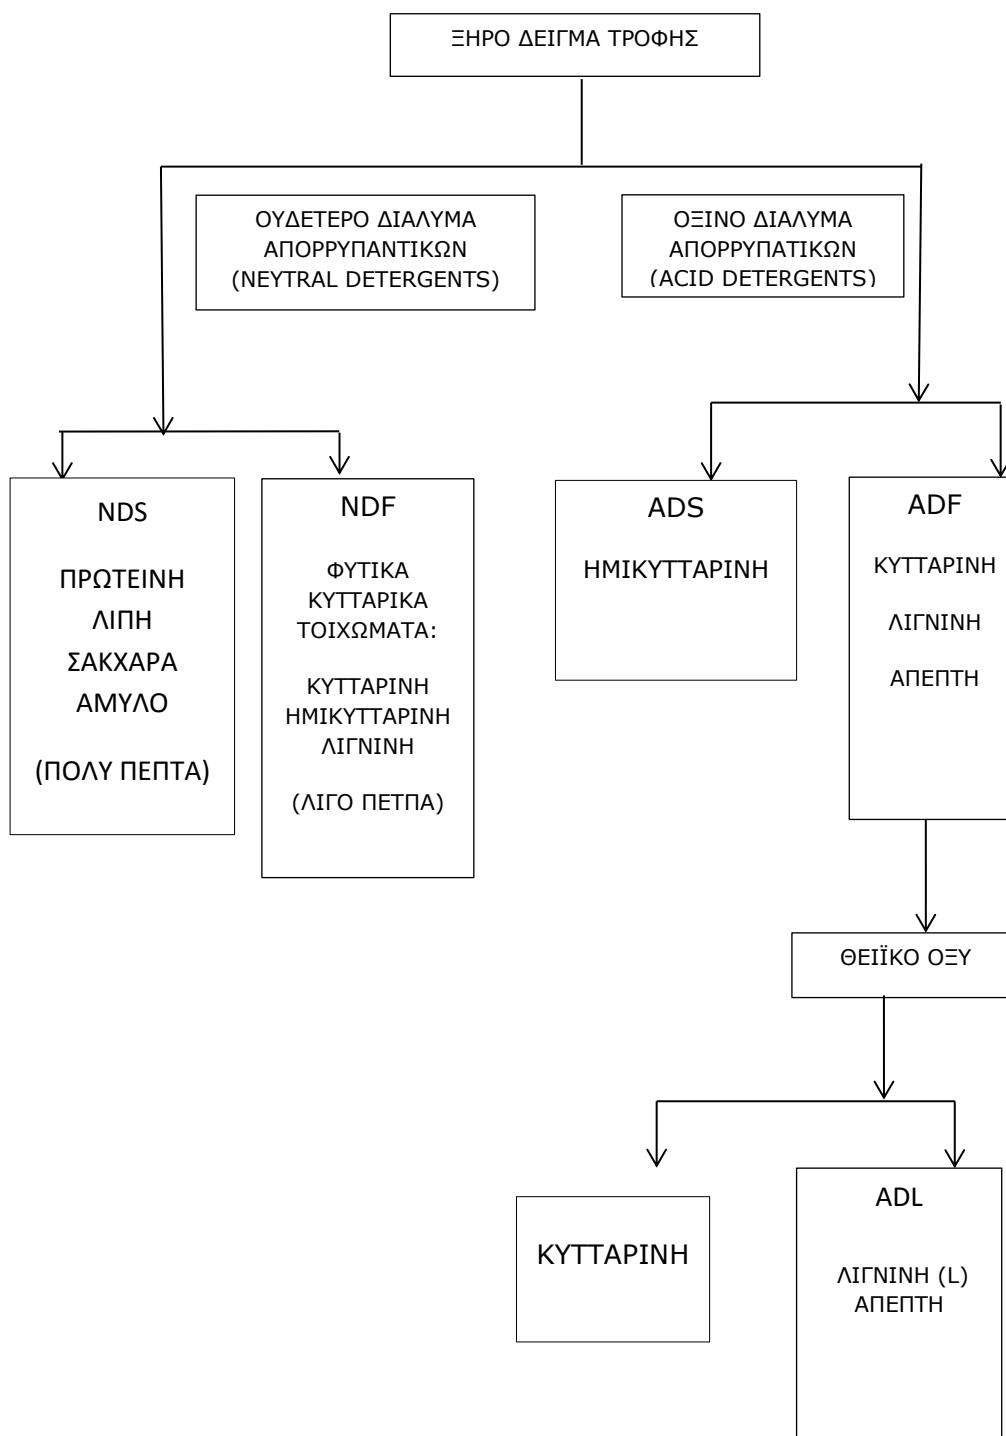 ΞΗΡΟ ΔΕΙΓΜΑ ΤΡΟΦΗΣ
ΟΥΔΕΤΕΡΟ ΔΙΑΛΥΜΑ
ΑΠΟΡΡΥΠΑΝΤΙΚΩΝ
(NEYTRAL DETERGENTS)
ΟΞΙΝΟ ΔΙΑΛΥΜΑ
ΑΠΟΡΡΥΠΑΤΙΚΩΝ
(ACID DETERGENTS)
NDS
ΠΡΩΤΕΙΝΗ
ΛΙΠΗ
ΣΑΚΧΑΡΑ
ΑΜΥΛΟ
(ΠΟΛΥ ΠΕΠΤΑ)
NDF
ΦΥΤΙΚΑ
ΚΥΤΤΑΡΙΚΑ
ΤΟΙΧΩΜΑΤΑ:
ΚΥΤΤΑΡΙΝΗ
ΗΜΙΚΥΤΤΑΡΙΝΗ
ΛΙΓΝΙΝΗ
(ΛΙΓΟ ΠΕΤΠΑ)
ADS
ΗΜΙΚΥΤΤΑΡΙΝΗ
ADF
ΚΥΤΤΑΡΙΝΗ
ΛΙΓΝΙΝΗ
ΑΠΕΠΤΗ
ΘΕΙΪΚΟ ΟΞΥ
ΚΥΤΤΑΡΙΝΗ
ADL
ΛΙΓΝΙΝΗ (L)
ΑΠΕΠΤΗ